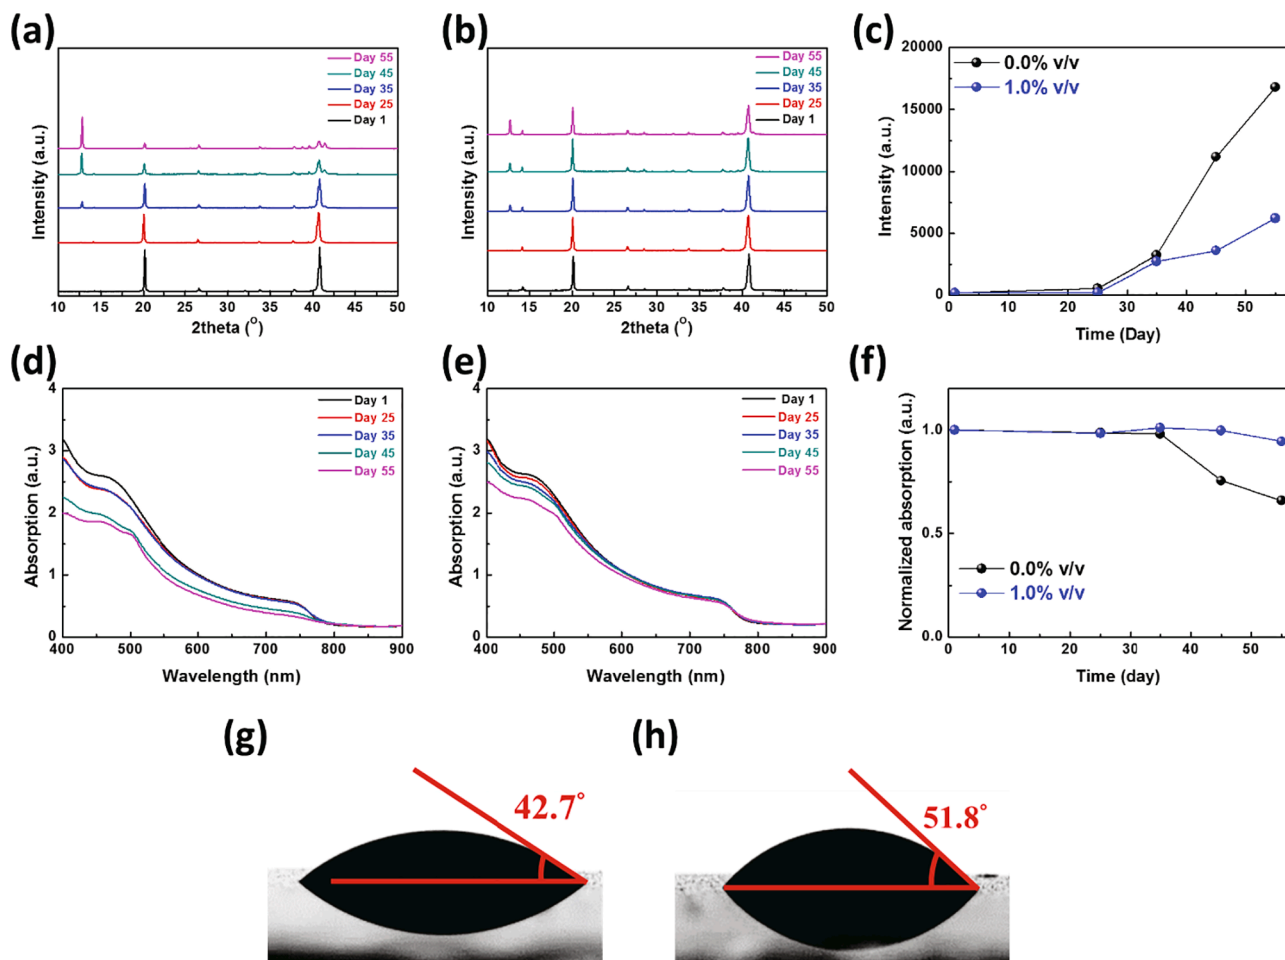 (a)
Day 55
Day 45
Day 35
Day 25
Day 1
Intensity (a.u.)
10 15 20 25 30 35 40 45 50
2theta (°)
(b)
Day 55
Day 45
Day 35
Day 25
Day 1
Intensity (a.u.)
10 15 20 25 30 35 40 45 50
2theta (°)
(c)
20000
15000
10000
5000
0
0.0% v/v
1.0% v/v
Intensity (a.u.)
0 10 20 30 40 50
Time (Day)
(d)
4
3
2
1
0
Day 1
Day 25
Day 35
Day 45
Day 55
Absorption (a.u.)
400 500 600 700 800 900
Wavelength (nm)
(e)
4
3
2
1
0
Day 1
Day 25
Day 35
Day 45
Day 55
Absorption (a.u.)
400 500 600 700 800 900
Wavelength (nm)
(f)
1.0
0.5
0.0
0.0% v/v
1.0% v/v
Normalized absorption (a.u.)
0 10 20 30 40 50
Time (day)
(g)
42.7°
(h)
51.8°